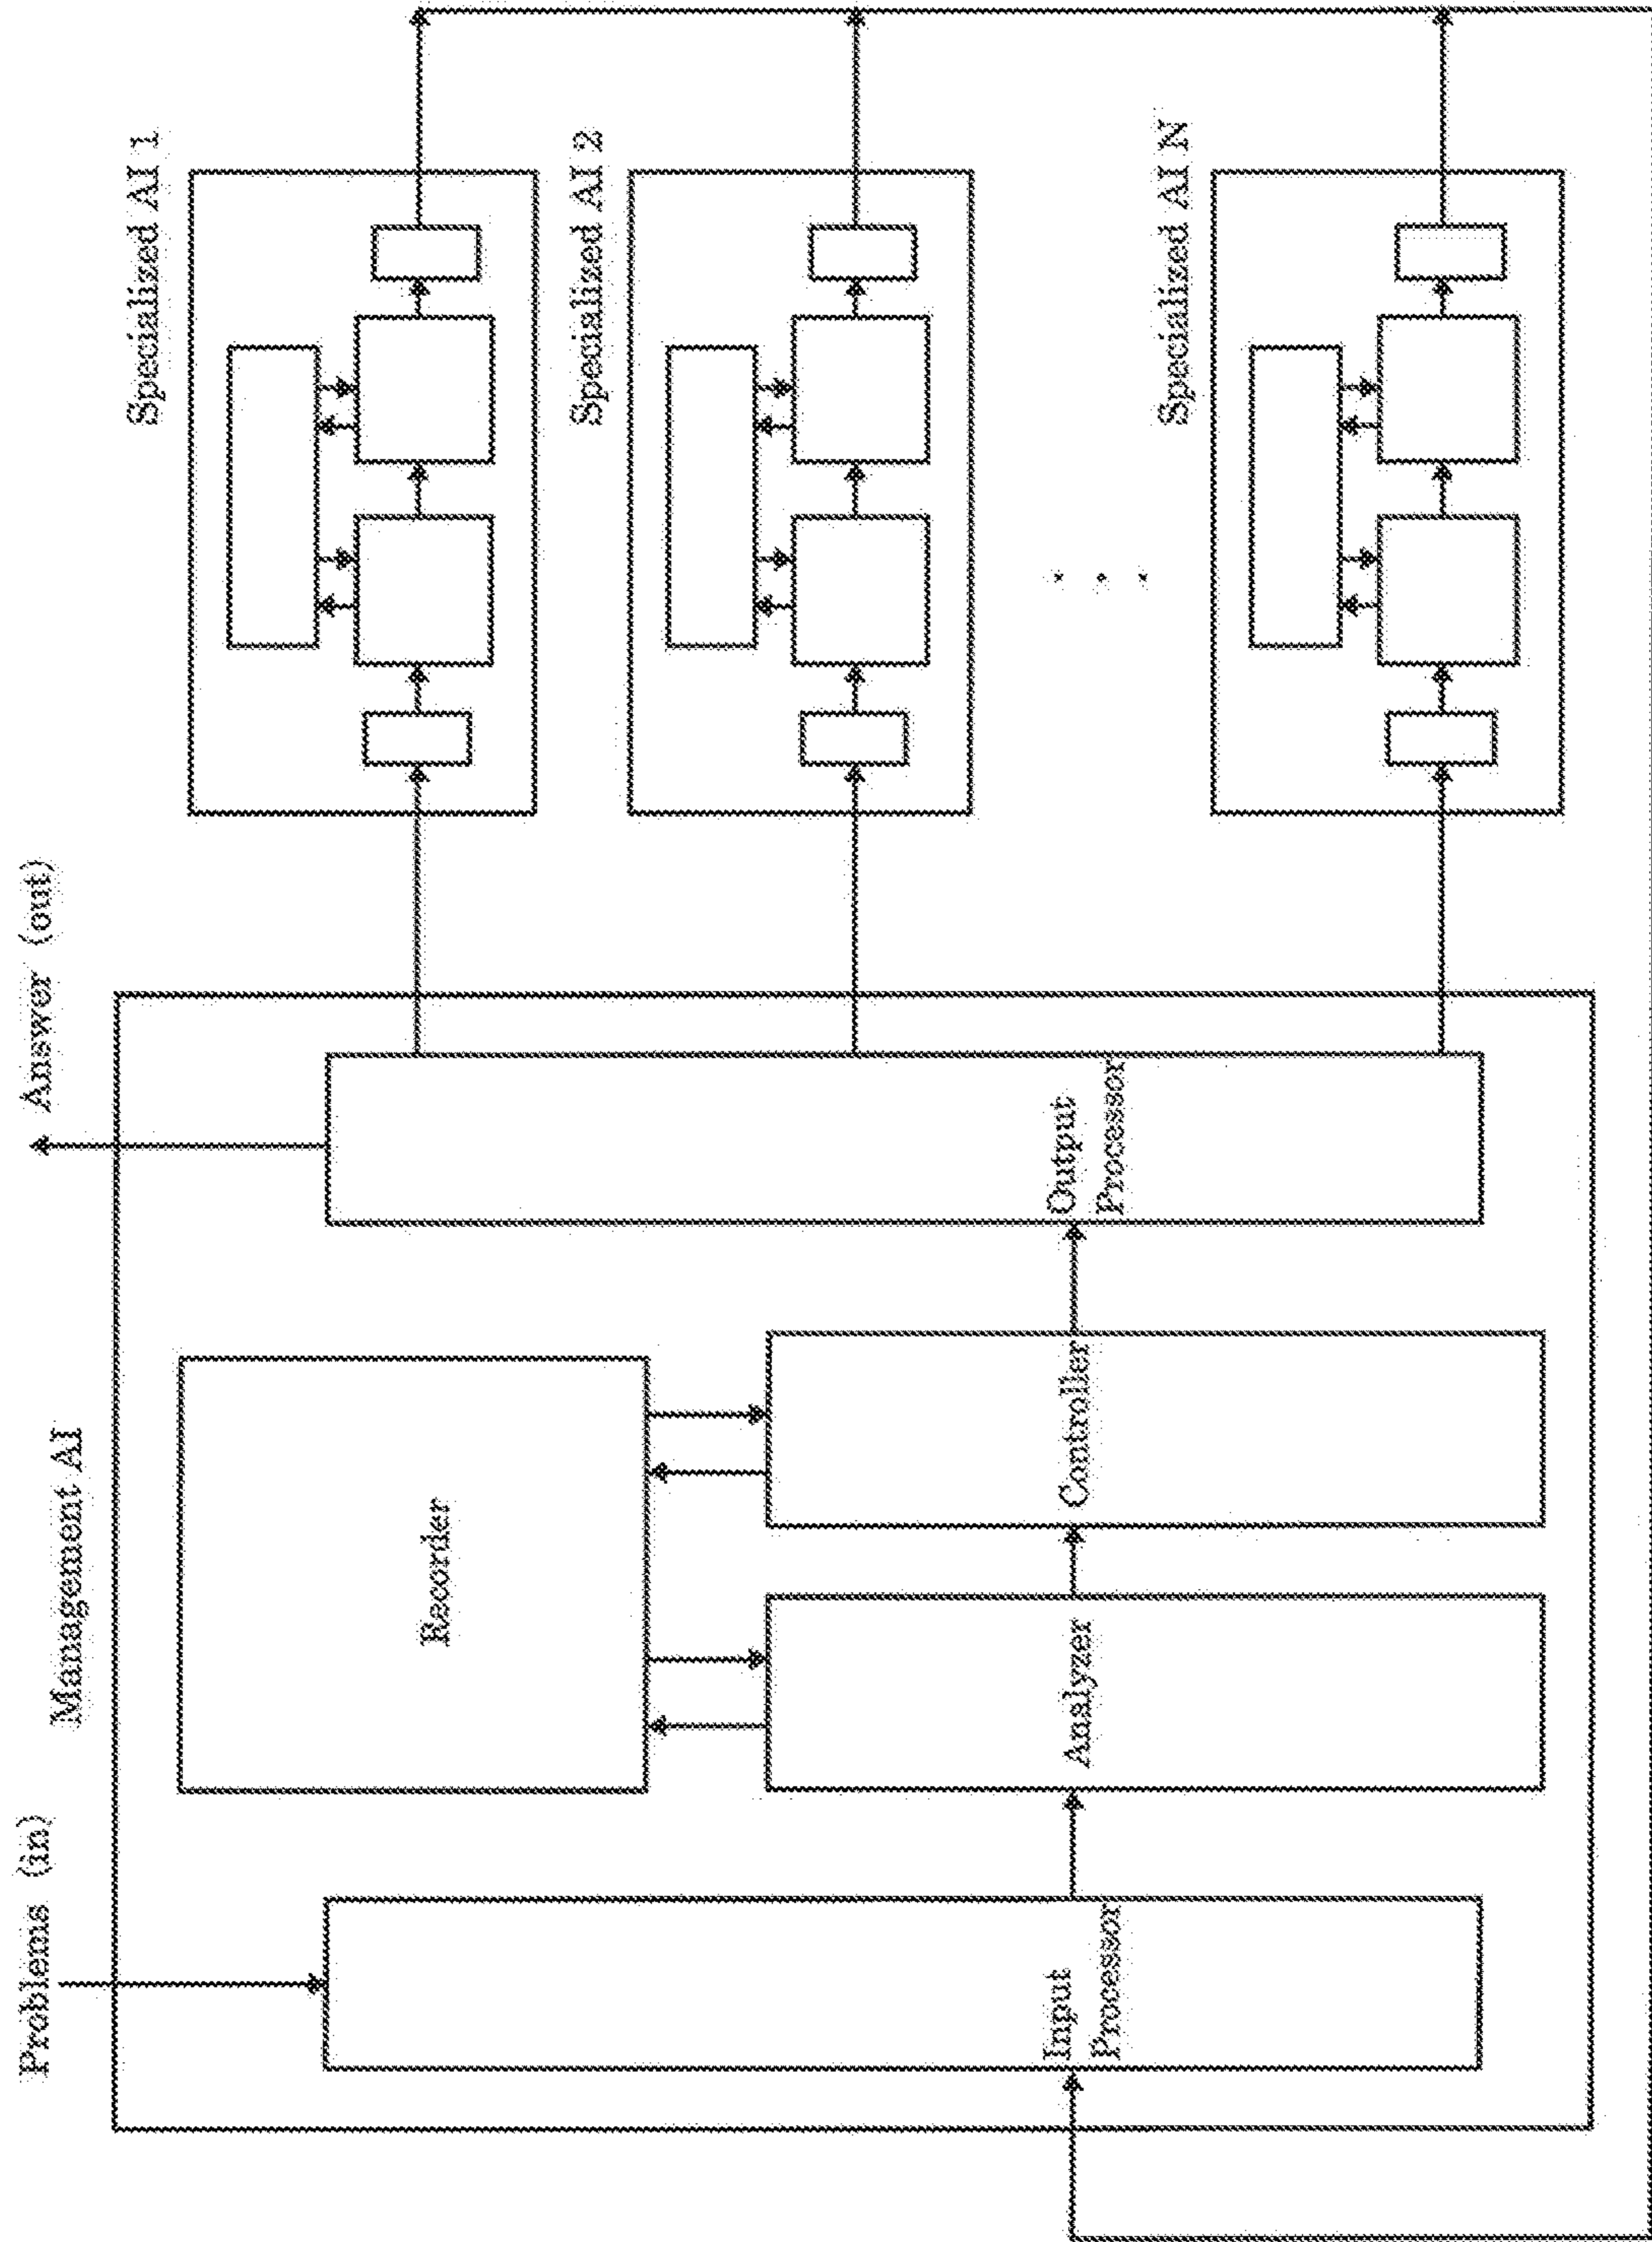 Problems (in)
Management AI
Answer (out)
Specialized AI 1
Recorder
Specialized AI 2
Input
Processor
Analyzer
Controller
Output
Processor
. . .
Specialized AI N